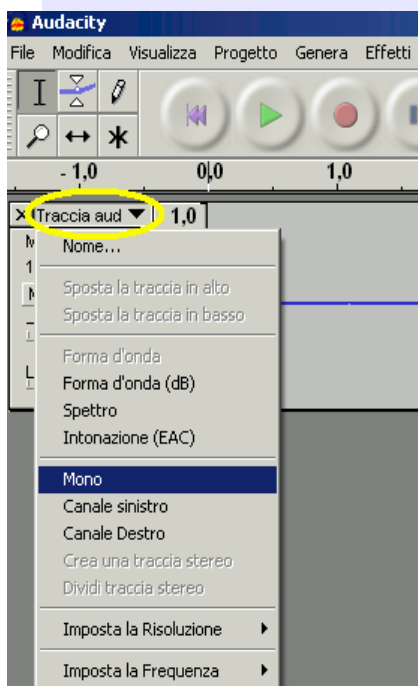 Audacity
File Modifica Visualizza Progetto Genera Effetti
- 1,0 0,0 1,0
Traccia aud 1,0
Nome...
Sposta la traccia in alto
Sposta la traccia in basso
Forma d'onda
Forma d'onda (dB)
Spettro
Intonazione (EAC)
Mono
Canale sinistro
Canale Destro
Crea una traccia stereo
Dividi traccia stereo
Imposta la Risoluzione
Imposta la Frequenza